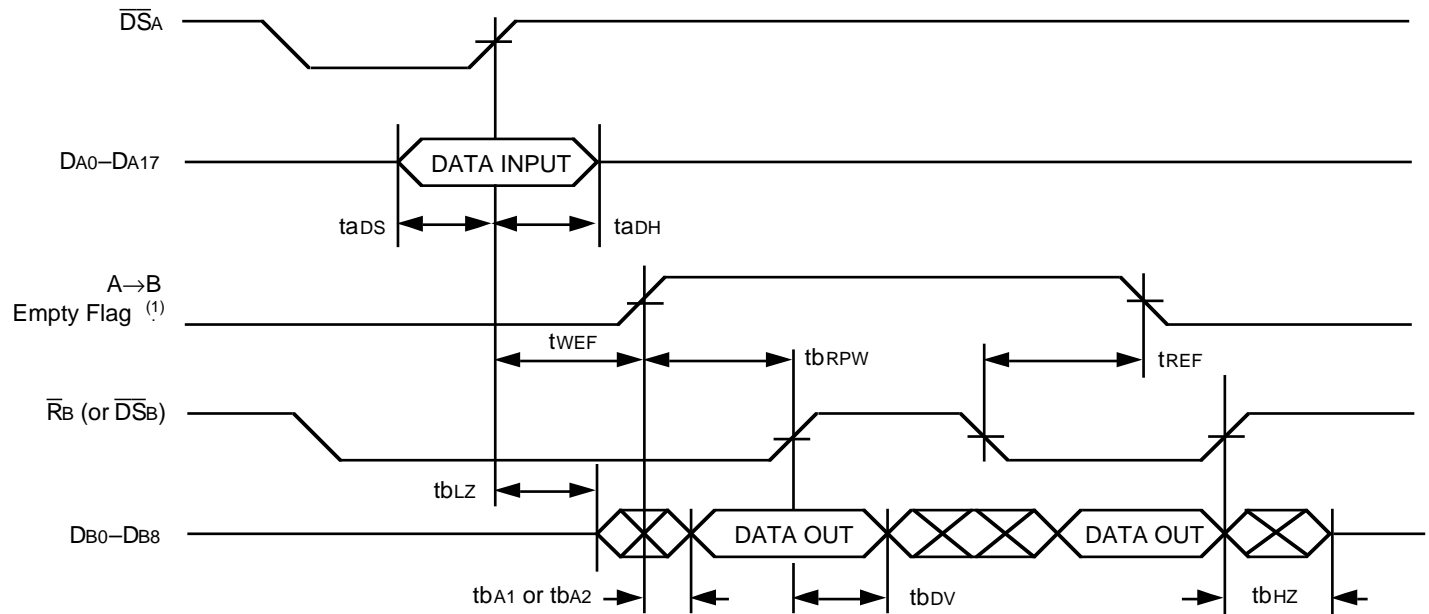 DSA
DA0–DA17
DATA INPUT
taDS
taDH
A→B
Empty Flag (1)
tWEF
tbRPW
tREF
RB (or DSB)
tbLZ
DB0–DB8
DATA OUT
DATA OUT
tbA1 or tbA2
tbDV
tbHZ